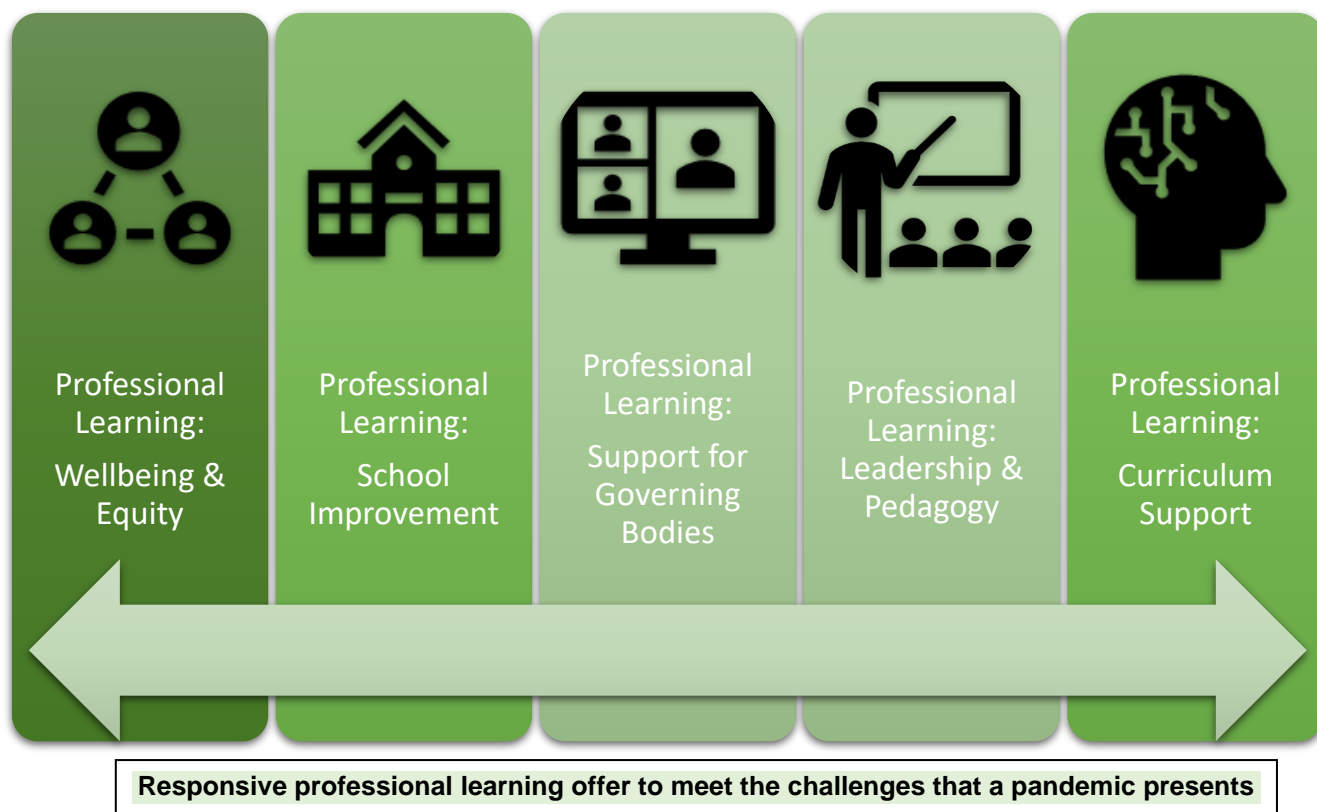 Professional
Learning:
Wellbeing &
Equity
Professional
Learning:
School
Improvement
Professional
Learning:
Support for
Governing
Bodies
Professional
Learning:
Leadership &
Pedagogy
Professional
Learning:
Curriculum
Support
Responsive professional learning offer to meet the challenges that a pandemic presents